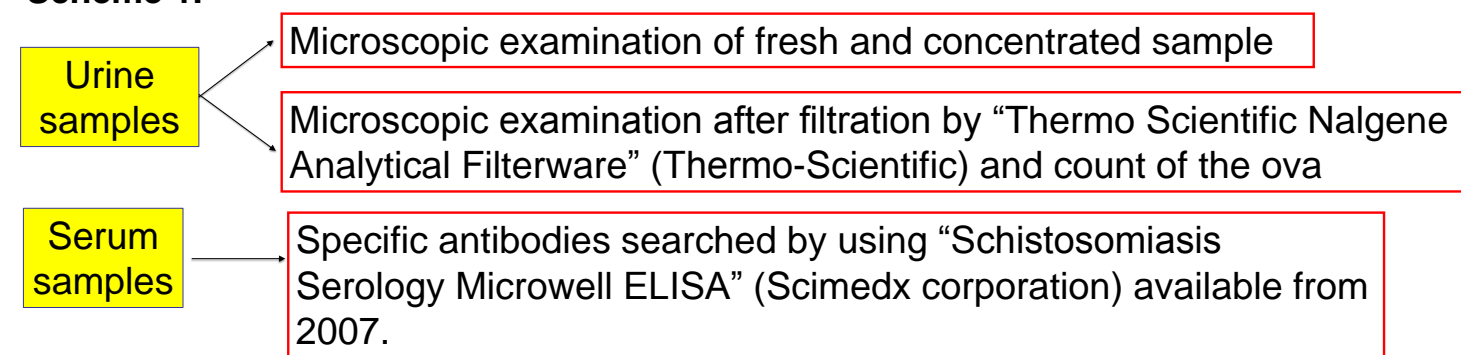 Urine
samples
Microscopic examination of fresh and concentrated sample
Microscopic examination after filtration by “Thermo Scientific Nalgene
Analytical Filterware” (Thermo-Scientific) and count of the ova
Serum
samples
Specific antibodies searched by using “Schistosomiasis
Serology Microwell ELISA” (Scimedx corporation) available from
2007.